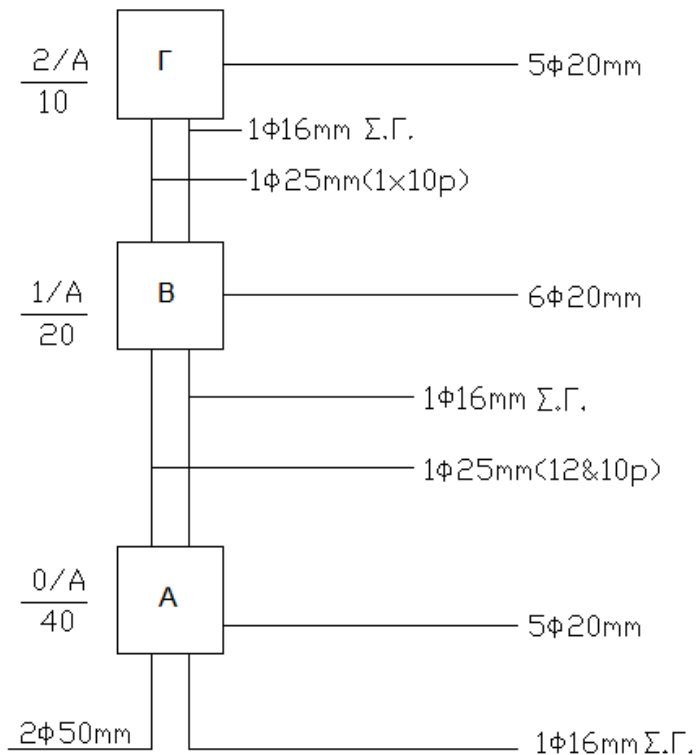 2/Α
10
Γ
5Φ20mm
1Φ16mm Σ.Γ.
1Φ25mm(1x10p)
1/Α
20
Β
6Φ20mm
1Φ16mm Σ.Γ.
1Φ25mm(12&10p)
0/Α
40
Α
5Φ20mm
2Φ50mm
1Φ16mm Σ.Γ.